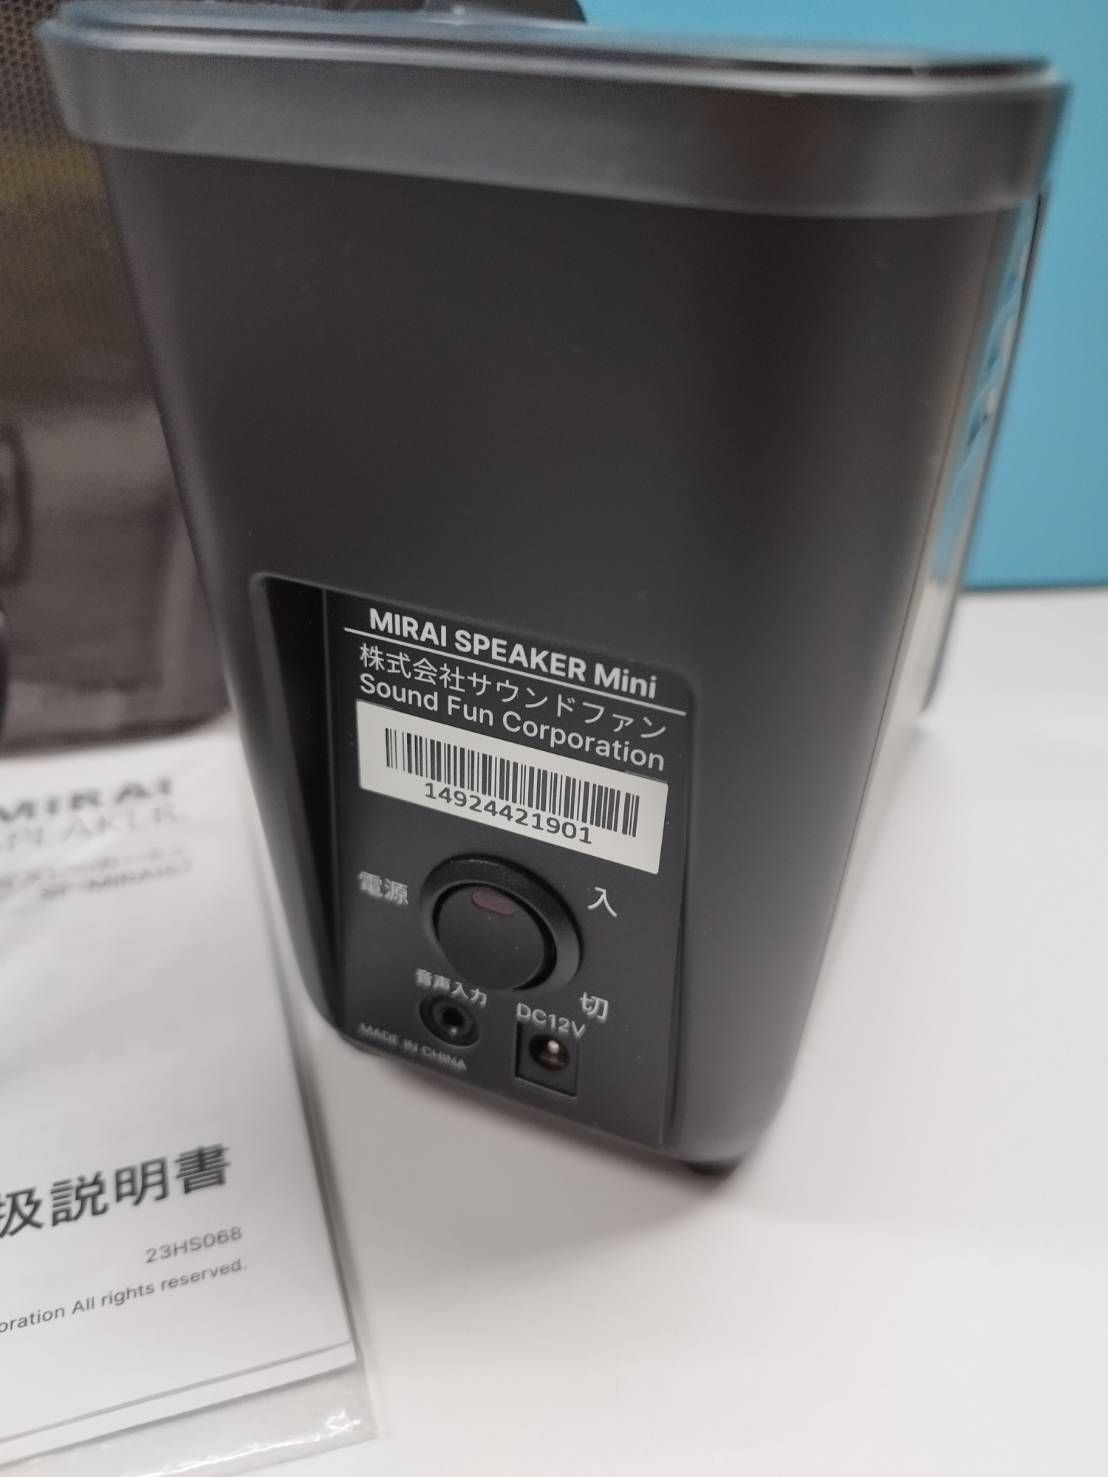 MIRAI SPEAKER Mini
株式会社サウンドファン
Sound Fun Corporation
14924421901
電源
入
切
音声入力
DC12V
MADE IN CHINA
MIRAI
SPEAKER
扱説明書
23HS068
oration All rights reserved.